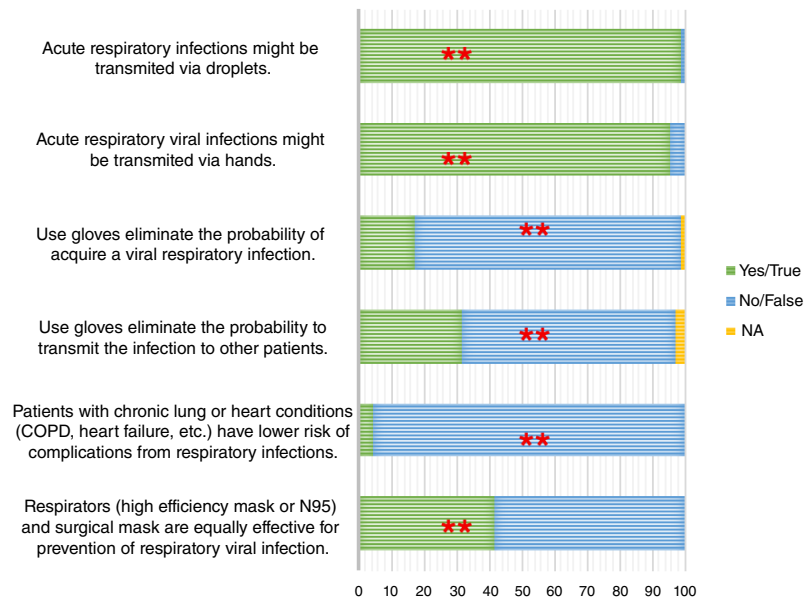 Acute respiratory infections might be
transmited via droplets.
**
Acute respiratory viral infections might
be transmited via hands.
**
Use gloves eliminate the probability of
acquire a viral respiratory infection.
**
Use gloves eliminate the probability to
transmit the infection to other patients.
**
Patients with chronic lung or heart conditions
(COPD, heart failure, etc.) have lower risk of
complications from respiratory infections.
**
Respirators (high efficiency mask or N95)
and surgical mask are equally effective for
prevention of respiratory viral infection.
**
Yes/True
No/False
NA
0 10 20 30 40 50 60 70 80 90 100